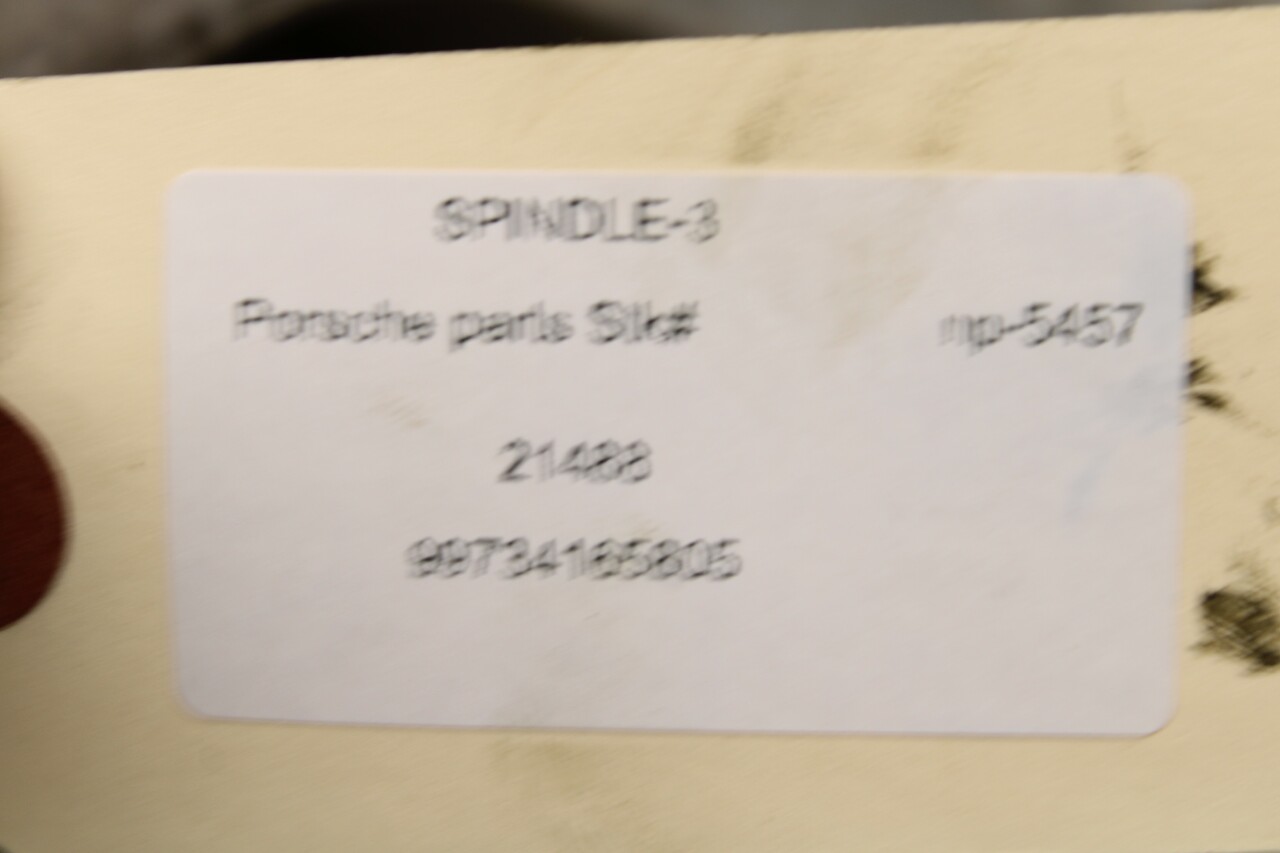 SPINDLE-3
Porsche parts Stk# np-5457
21488
99734165805